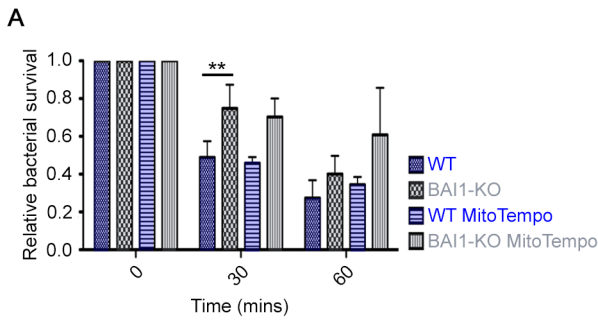 A
Relative bacterial survival
1.0
0.8
0.6
0.4
0.2
0.0
**
0
30
60
Time (mins)
WT
BAI1-KO
WT MitoTempo
BAI1-KO MitoTempo